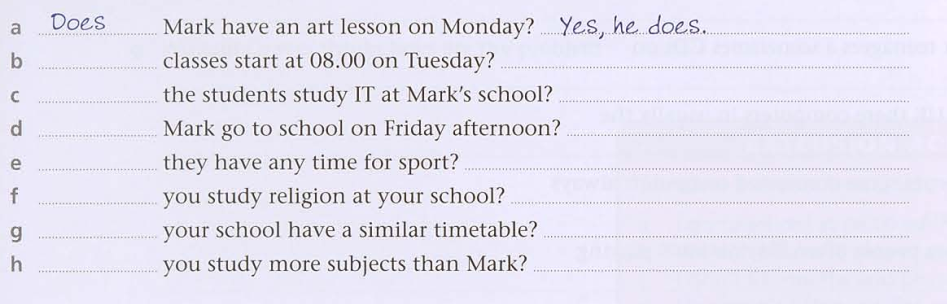 a Does Mark have an art lesson on Monday? Yes, he does.
b classes start at 08.00 on Tuesday?
c the students study IT at Mark's school?
d Mark go to school on Friday afternoon?
e they have any time for sport?
f you study religion at your school?
g your school have a similar timetable?
h you study more subjects than Mark?